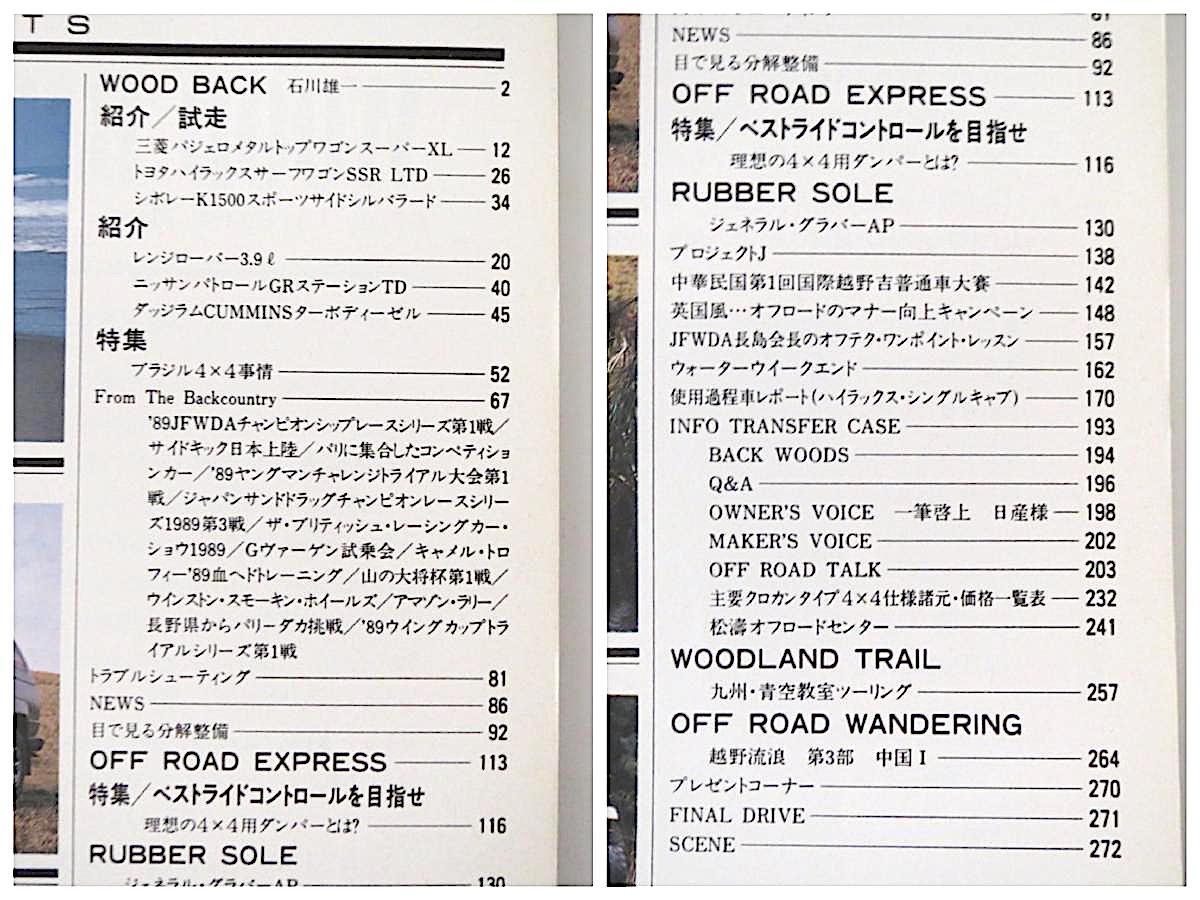 TS
WOOD BACK 石川雄一 2
紹介／試走
三菱パジェロメタルトップワゴンスーパーXL 12
トヨタハイラックスサーフワゴンSSR LTD 26
シボレーK1500スポーツサイドシルバラード 34
紹介
レンジローバー3.9ℓ 20
ニッサンパトロールGRステーションTD 40
ダッジラムCUMMINSターボディーゼル 45
特集
ブラジル4×4事情 52
From The Backcountry 67
'89JFWDAチャンピオンシップレースシリーズ第1戦／
サイドキック日本上陸／パリに集合したコンペティショ
ンカー／'89ヤングマンチャレンジトライアル大会第1
戦／ジャパンサンドドラッグチャンピオンレースシリー
ズ1989第3戦／ザ・ブリティッシュ・レーシングカー・
ショウ1989／Gヴァーゲン試乗会／キャメル・トロ
フィー'89血ヘドトレーニング／山の大将杯第1戦／
ウインストン・スモーキン・ホイールズ／アマゾン・ラリー／
長野県からパリーダカ挑戦／'89ウイングカップトラ
イアルシリーズ第1戦
トラブルシューティング 81
NEWS 86
目で見る分解整備 92
OFF ROAD EXPRESS 113
特集／ベストライドコントロールを目指せ
理想の4×4用ダンパーとは? 116
RUBBER SOLE
ジェネラル・グラバーAP 130
81
NEWS 86
目で見る分解整備 92
OFF ROAD EXPRESS 113
特集／ベストライドコントロールを目指せ
理想の4×4用ダンパーとは? 116
RUBBER SOLE
ジェネラル・グラバーAP 130
プロジェクトJ 138
中華民国第1回国際越野吉普通車大賽 142
英国風…オフロードのマナー向上キャンペーン 148
JFWDA長島会長のオフテク・ワンポイント・レッスン 157
ウォーターウイークエンド 162
使用過程車レポート(ハイラックス・シングルキャブ) 170
INFO TRANSFER CASE 193
BACK WOODS 194
Q&A 196
OWNER'S VOICE 一筆啓上 日産様 198
MAKER'S VOICE 202
OFF ROAD TALK 203
主要クロカンタイプ4×4仕様諸元・価格一覧表 232
松濤オフロードセンター 241
WOODLAND TRAIL
九州・青空教室ツーリング 257
OFF ROAD WANDERING
越野流浪 第3部 中国I 264
プレゼントコーナー 270
FINAL DRIVE 271
SCENE 272